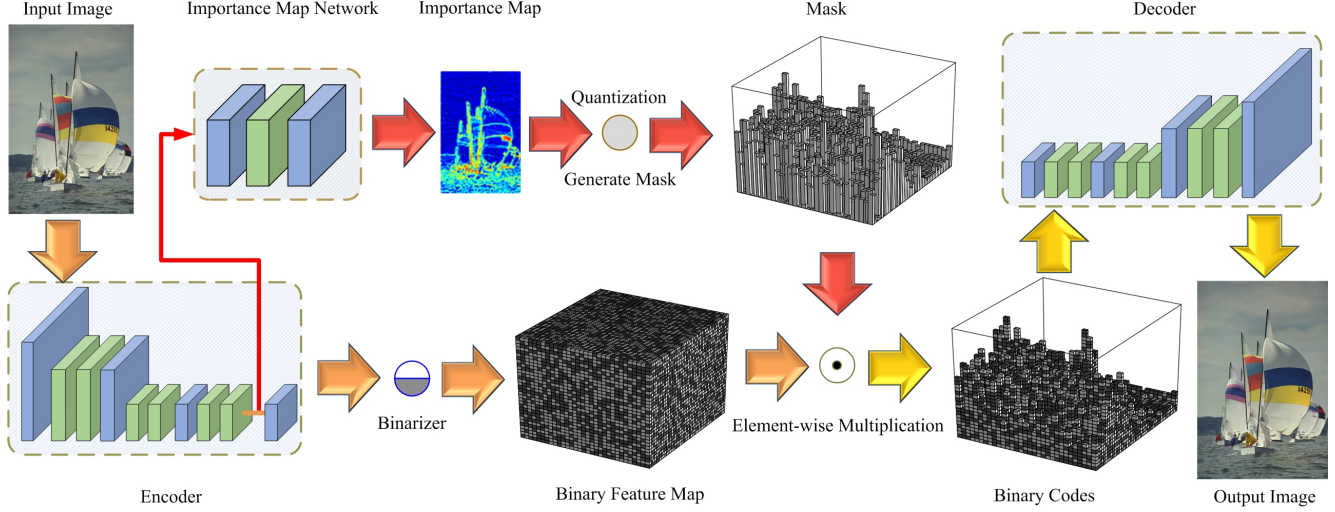 Input Image
Importance Map Network
Importance Map
Mask
Decoder
Quantization
Generate Mask
Binarizer
Element-wise Multiplication
Encoder
Binary Feature Map
Binary Codes
Output Image